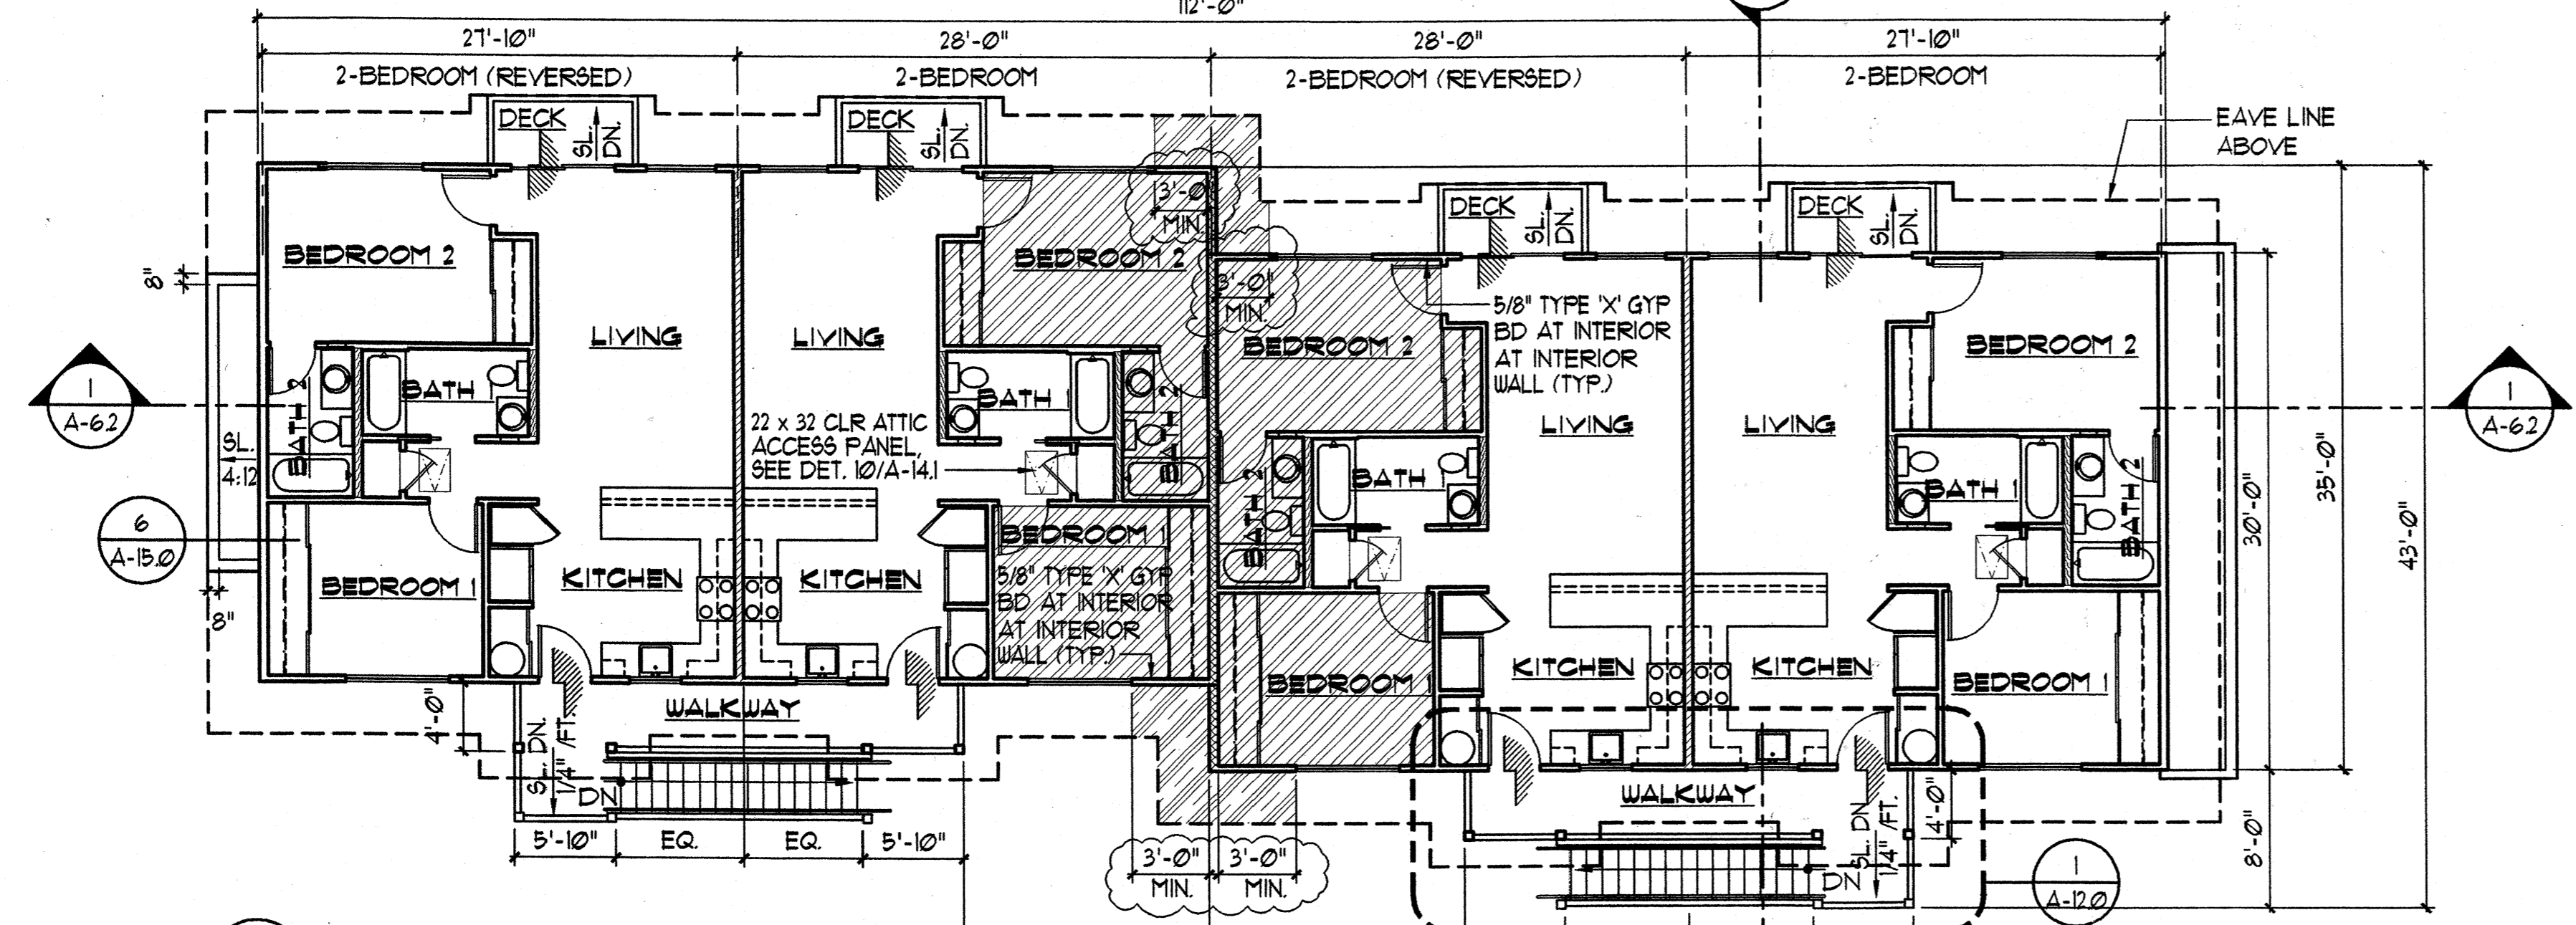 112'-0"
27'-10"
28'-0"
28'-0"
27'-10"
2-BEDROOM (REVERSED)
2-BEDROOM
2-BEDROOM (REVERSED)
2-BEDROOM
EAVE LINE
ABOVE
DECK
SL.
DN.
DECK
SL.
DN.
DECK
SL.
DN.
DECK
SL.
DN.
3'-0
MIN.
3'-0"
MIN.
BEDROOM 2
BEDROOM 2
BEDROOM 2
BEDROOM 2
8"
5/8" TYPE 'X' GYP
BD AT INTERIOR
AT INTERIOR
WALL (TYP.)
LIVING
LIVING
LIVING
LIVING
1
A-6.2
1
A-6.2
BATH 2
BATH 1
BATH 1
BATH 2
BATH 2
BATH 1
BATH 1
BATH 2
SL.
4:12
22 x 32 CLR ATTIC
ACCESS PANEL,
SEE DET. 10/A-14.1
6
A-15.0
8"
BEDROOM 1
KITCHEN
KITCHEN
BEDROOM 1
5/8" TYPE 'X' GYP
BD AT INTERIOR
AT INTERIOR
WALL (TYP.)
BEDROOM 1
KITCHEN
KITCHEN
BEDROOM 1
30'-0"
35'-0"
43'-0"
8'-0"
WALKWAY
4'-0"
SL. DN.
1/4" /FT.
DN
5'-10"
EQ.
EQ.
5'-10"
3'-0"
MIN.
3'-0"
MIN.
WALKWAY
4'-0"
DN
SL. DN.
1/4" /FT.
1
A-12.0